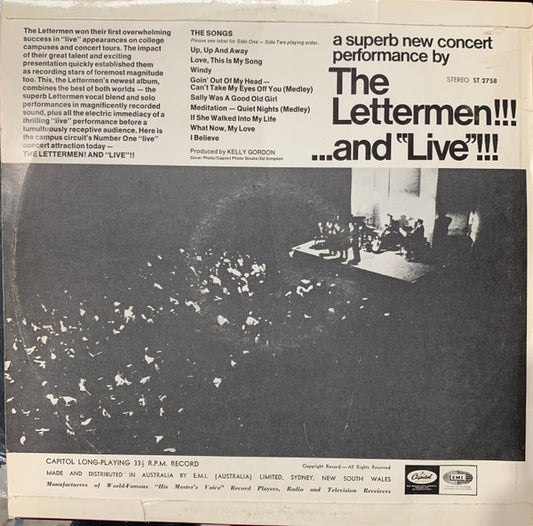 The Lettermen won their first overwhelming
success in "live" appearances on college
campuses and concert tours. The impact
of their great talent and exciting
presentation quickly established them
as recording stars of foremost magnitude
too. This, the Lettermen's newest album,
combines the best of both worlds — the
superb Lettermen vocal blend and solo
performances in magnificently recorded
sound, plus all the electric immediacy of a
thrilling "live" performance before a
tumultuously receptive audience. Here is
the campus circuit's Number One "live"
concert attraction today —
THE LETTERMEN! AND "LIVE"!!
THE SONGS
Please see label for Side One — Side Two playing order.
Up, Up And Away
Love, This Is My Song
Windy
Goin' Out Of My Head —
Can't Take My Eyes Off You (Medley)
Sally Was A Good Old Girl
Meditation — Quiet Nights (Medley)
If She Walked Into My Life
What Now, My Love
I Believe
Produced by KELLY GORDON
Cover Photo/Capitol Photo Studio/Ed Simpson
a superb new concert
performance by
The
Lettermen!!!
...and "Live"!!!
STEREO ST 2758
CAPITOL LONG-PLAYING 33⅓ R.P.M. RECORD
Copyright Record — All Rights Reserved
MADE AND DISTRIBUTED IN AUSTRALIA BY E.M.I. (AUSTRALIA) LIMITED, SYDNEY, NEW SOUTH WALES
Manufacturers of World-Famous "His Master's Voice" Record Players, Radio and Television Receivers
Capitol
EMI